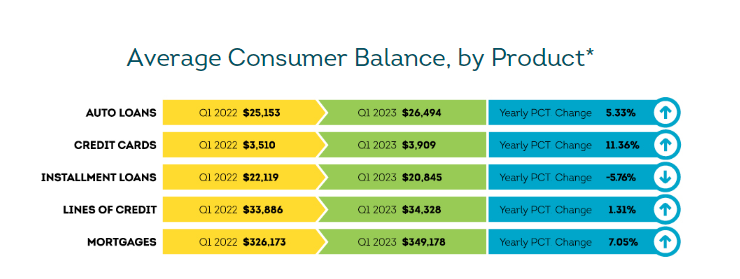 Average Consumer Balance, by Product*
AUTO LOANS Q1 2022 $25,153 Q1 2023 $26,494 Yearly PCT Change 5.33%
CREDIT CARDS Q1 2022 $3,510 Q1 2023 $3,909 Yearly PCT Change 11.36%
INSTALLMENT LOANS Q1 2022 $22,119 Q1 2023 $20,845 Yearly PCT Change -5.76%
LINES OF CREDIT Q1 2022 $33,886 Q1 2023 $34,328 Yearly PCT Change 1.31%
MORTGAGES Q1 2022 $326,173 Q1 2023 $349,178 Yearly PCT Change 7.05%